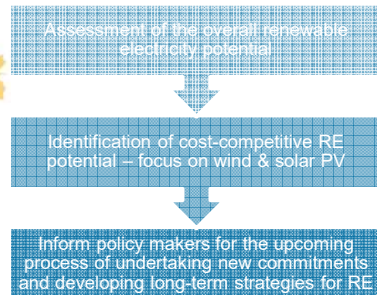 Assessment of the overall renewable
electricity potential
Identification of cost-competitive RE
potential – focus on wind & solar PV
Inform policy makers for the upcoming
process of undertaking new commitments
and developing long-term strategies for RE